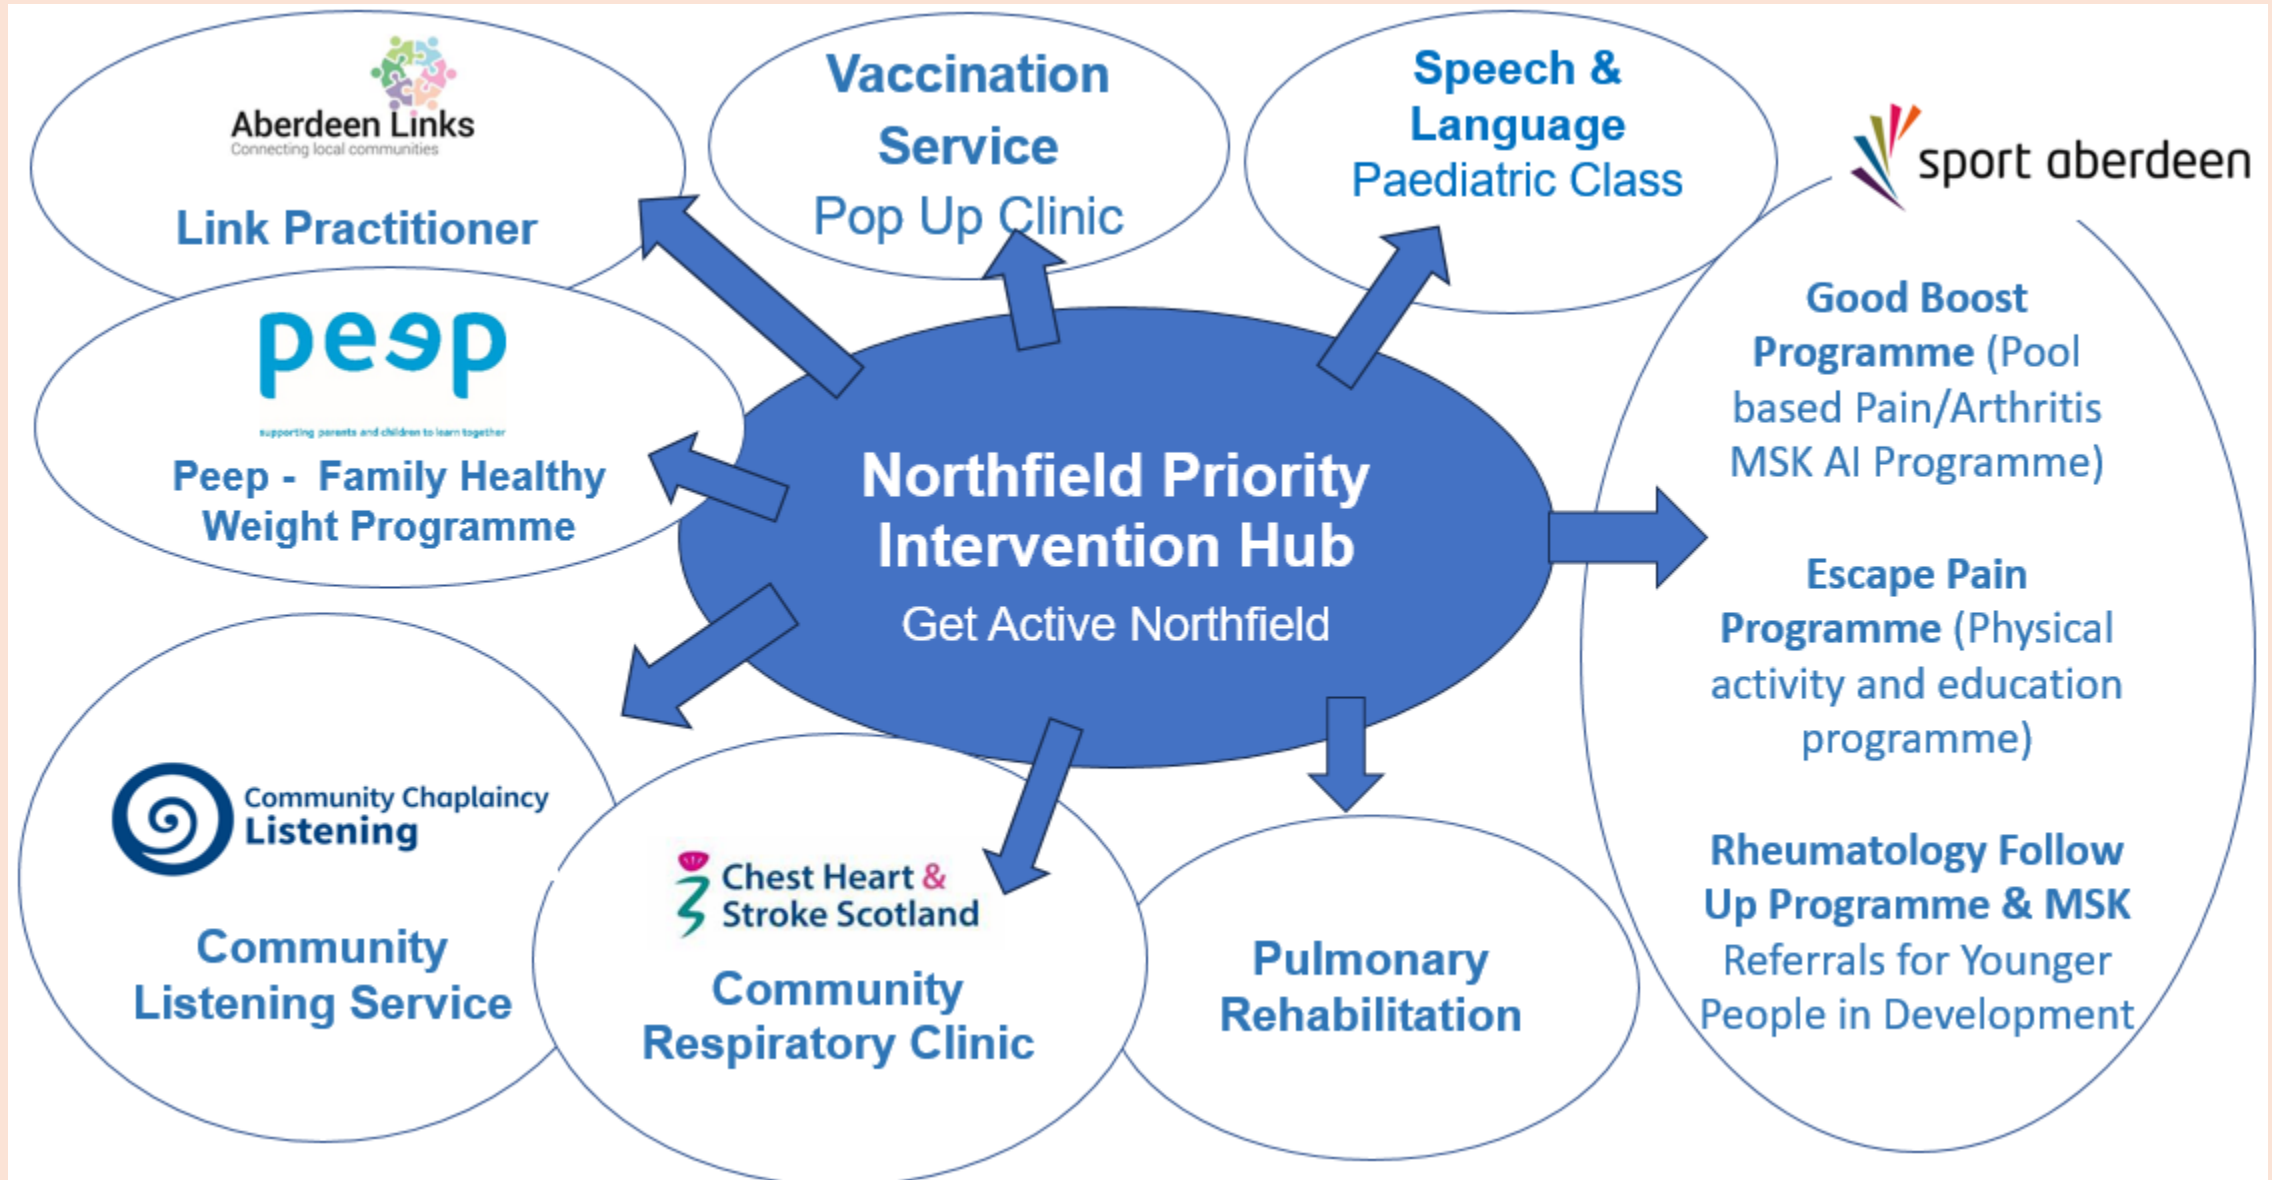 Aberdeen Links
Connecting local communities
Link Practitioner
Vaccination
Service
Pop Up Clinic
Speech &
Language
Paediatric Class
sport aberdeen
Good Boost
Programme (Pool
based Pain/Arthritis
MSK AI Programme)
Escape Pain
Programme (Physical
activity and education
programme)
Rheumatology Follow
Up Programme & MSK
Referrals for Younger
People in Development
peep
supporting parents and children to learn together
Peep - Family Healthy
Weight Programme
Northfield Priority
Intervention Hub
Get Active Northfield
Community Chaplaincy
Listening
Community
Listening Service
Chest Heart &
Stroke Scotland
Community
Respiratory Clinic
Pulmonary
Rehabilitation